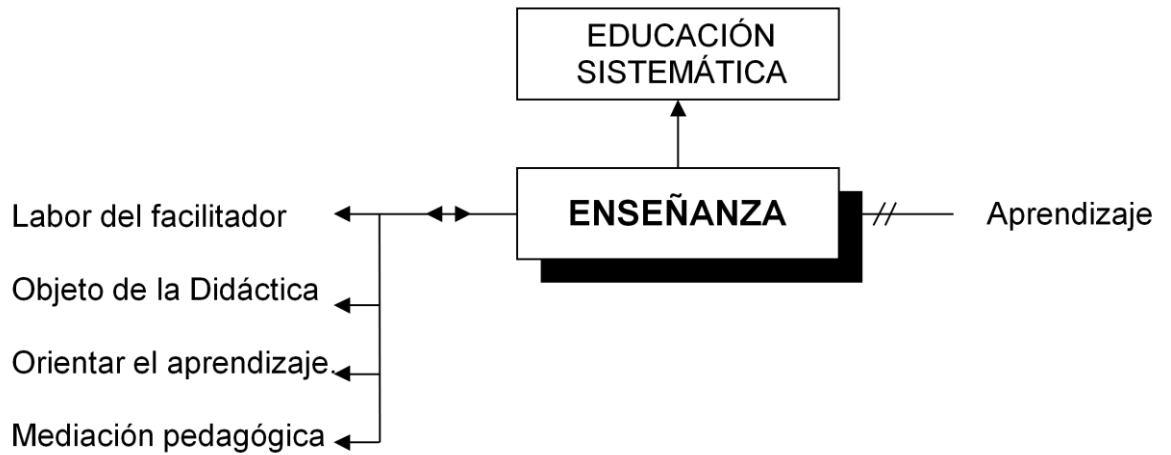 EDUCACIÓN
SISTEMÁTICA
ENSEÑANZA
Aprendizaje
Labor del facilitador
Objeto de la Didáctica
Orientar el aprendizaje.
Mediación pedagógica